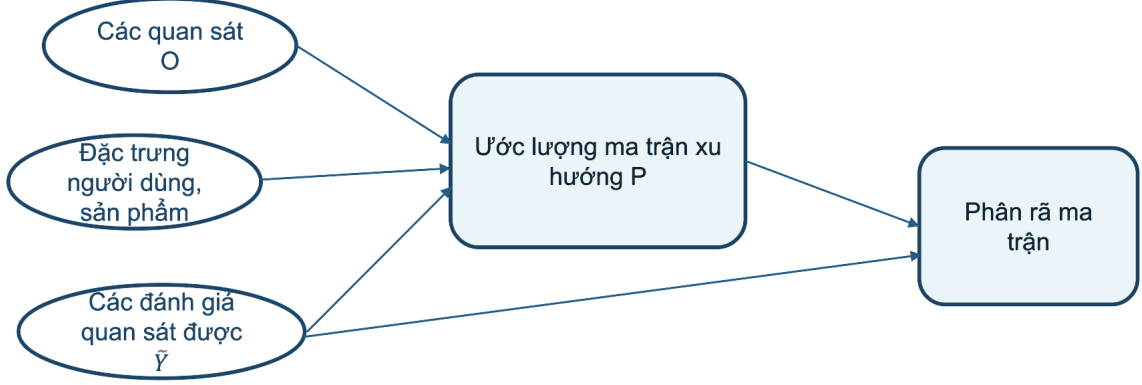 Các quan sát
O
Đặc trưng
người dùng,
sản phẩm
Các đánh giá
quan sát được
Ỹ
Ước lượng ma trận xu
hướng P
Phân rã ma
trận